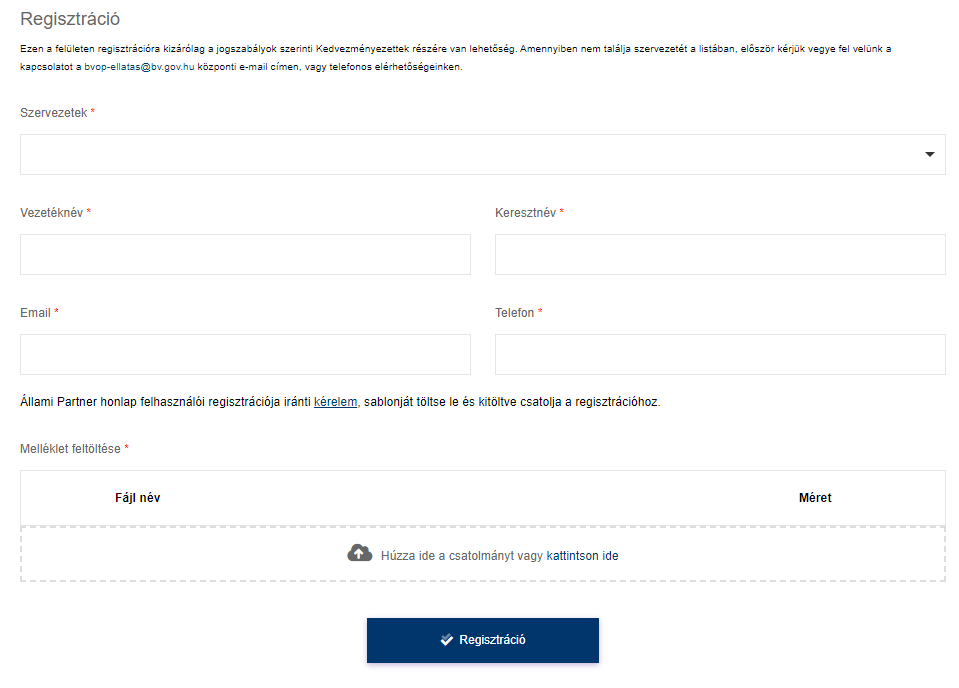 Regisztráció
Ezen a felületen regisztrációra kizárólag a jogszabályok szerinti Kedvezményezettek részére van lehetőség. Amennyiben nem találja szervezetét a listában, először kérjük vegye fel velünk a
kapcsolatot a bvop-ellatas@bv.gov.hu központi e-mail címen, vagy telefonos elérhetőségeinken.
Szervezetek *
Vezetéknév *
Keresztnév *
Email *
Telefon *
Állami Partner honlap felhasználói regisztrációja iránti kérelem, sablonját töltse le és kitöltve csatolja a regisztrációhoz.
Melléklet feltöltése *
Fájl név
Méret
Húzza ide a csatolmányt vagy kattintson ide
Regisztráció